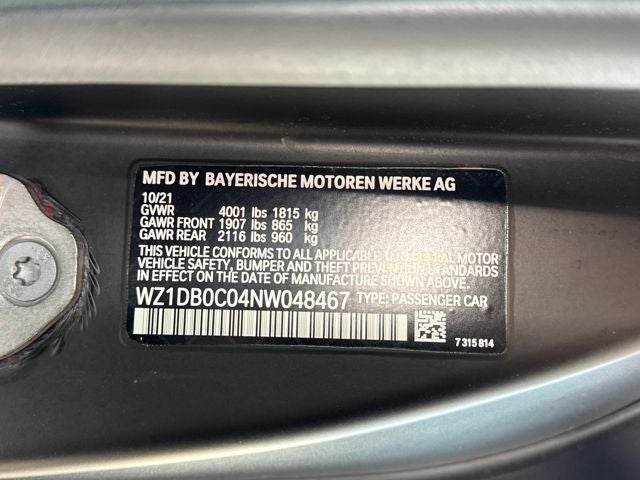 MFD BY BAYERISCHE MOTOREN WERKE AG
10/21
GVWR 4001 lbs 1815 kg
GAWR FRONT 1907 lbs 865 kg
GAWR REAR 2116 lbs 960 kg
THIS VEHICLE CONFORMS TO ALL APPLICABLE U.S. FEDERAL MOTOR
VEHICLE SAFETY, BUMPER AND THEFT PREVENTION STANDARDS
IN EFFECT ON THE DATE OF MANUFACTURE SHOWN ABOVE.
WZ1DB0C04NW048467 TYPE: PASSENGER CAR
7 315 814